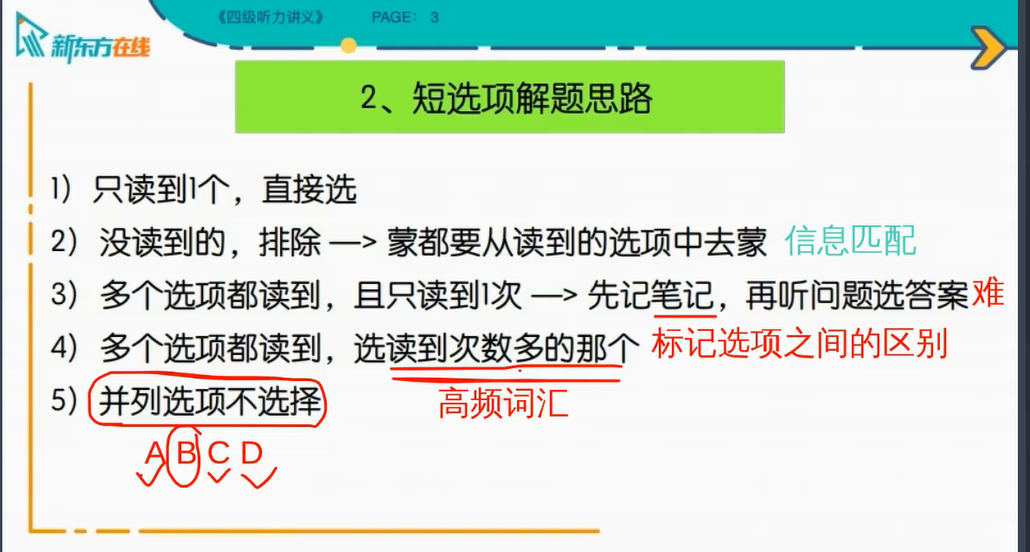 《四级听力讲义》 PAGE: 3
新东方在线
2、短选项解题思路
1）只读到1个，直接选
2）没读到的，排除 —> 蒙都要从读到的选项中去蒙 信息匹配
3）多个选项都读到，且只读到1次 —> 先记笔记，再听问题选答案 难
4）多个选项都读到，选读到次数多的那个 标记选项之间的区别
5）并列选项不选择 高频词汇
A B C D